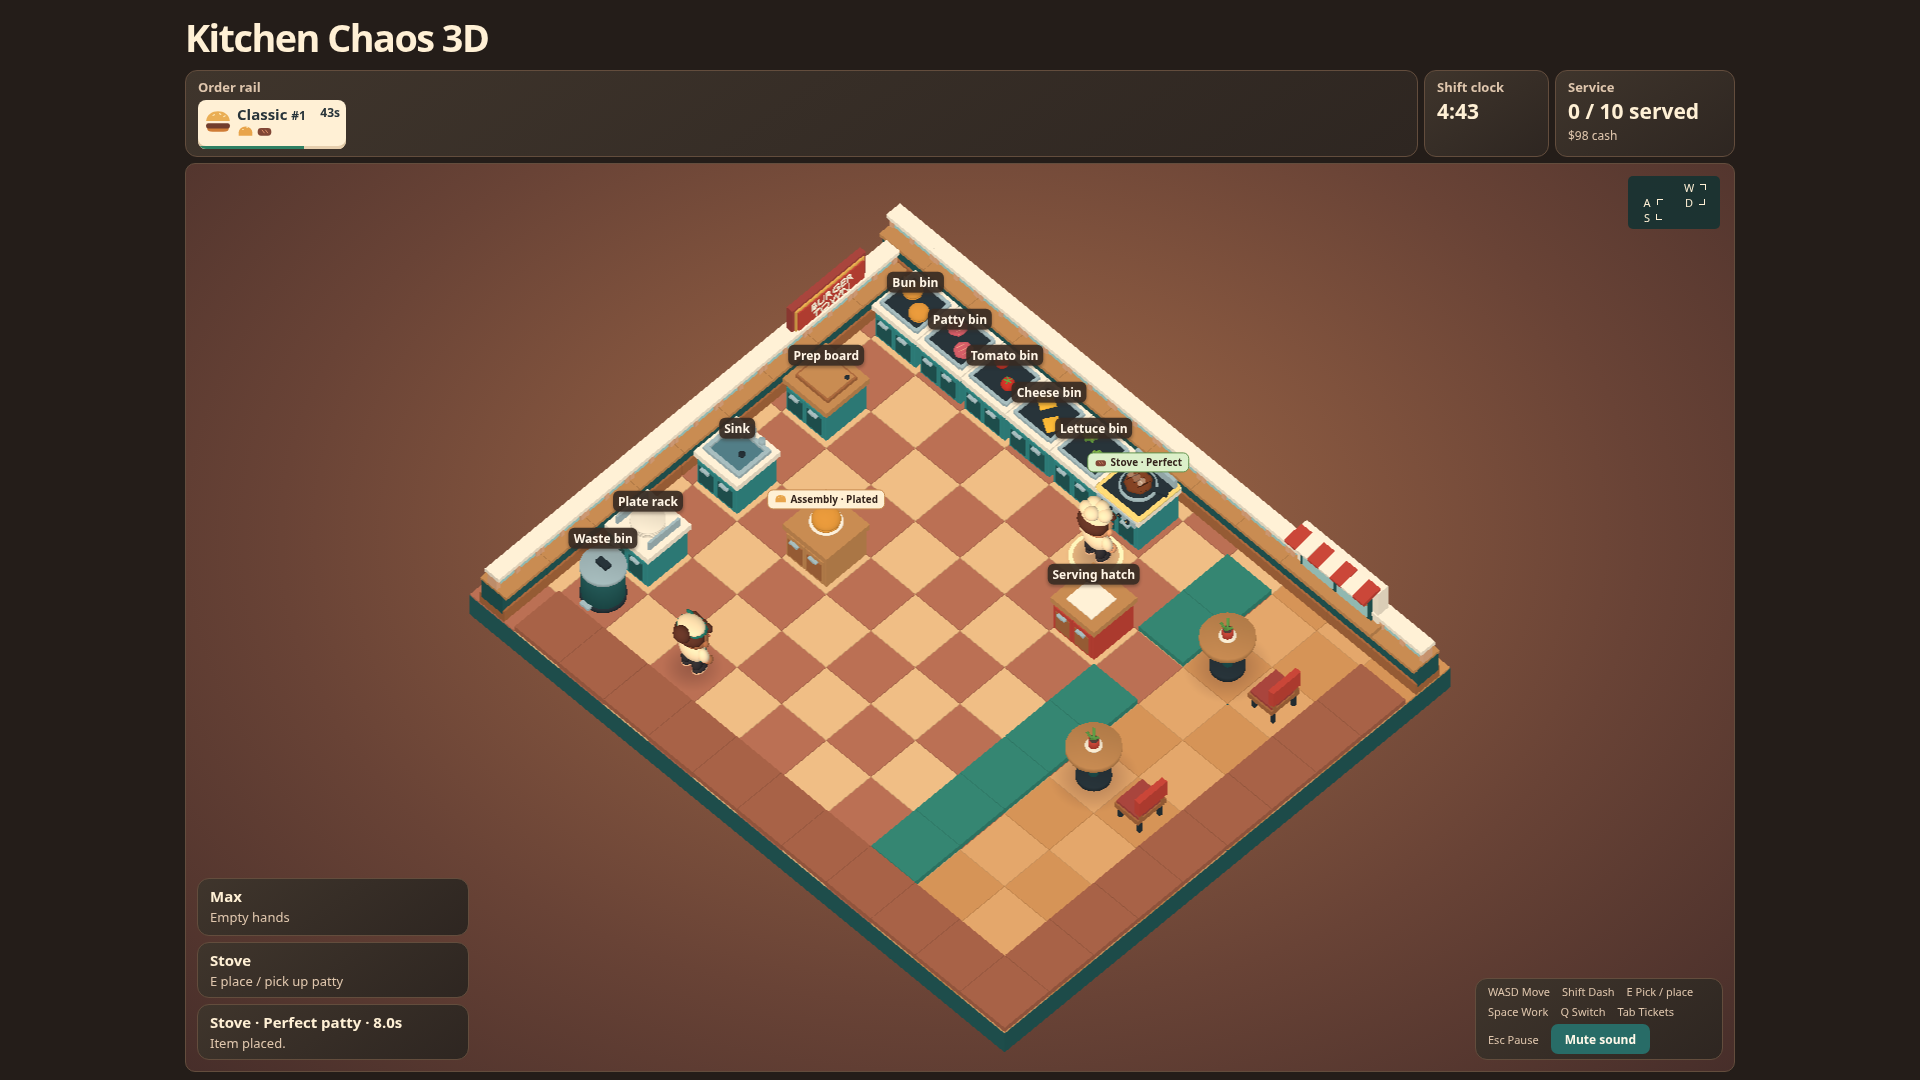 Kitchen Chaos 3D
Order rail
Classic #1 43s
Shift clock
4:43
Service
0 / 10 served
$98 cash
W
A D
S
BURGER
TOWN
Bun bin
Patty bin
Prep board
Tomato bin
Cheese bin
Sink
Lettuce bin
Stove · Perfect
Plate rack
Assembly · Plated
Waste bin
Serving hatch
Max
Empty hands
Stove
E place / pick up patty
Stove · Perfect patty · 8.0s
Item placed.
WASD Move Shift Dash E Pick / place
Space Work Q Switch Tab Tickets
Esc Pause Mute sound